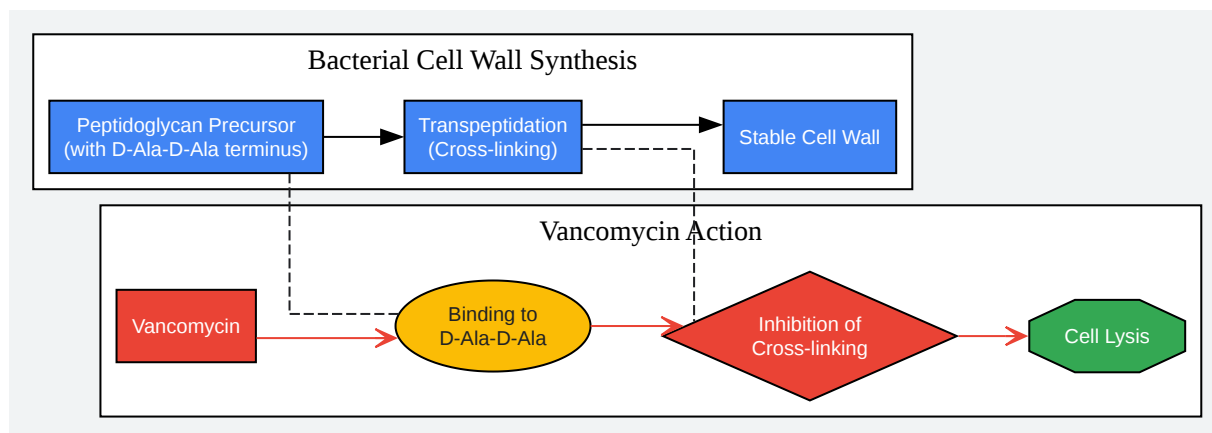 Bacterial Cell Wall Synthesis
Peptidoglycan Precursor
(with D-Ala-D-Ala terminus)
Transpeptidation
(Cross-linking)
Stable Cell Wall
Vancomycin Action
Vancomycin
Binding to
D-Ala-D-Ala
Inhibition of
Cross-linking
Cell Lysis